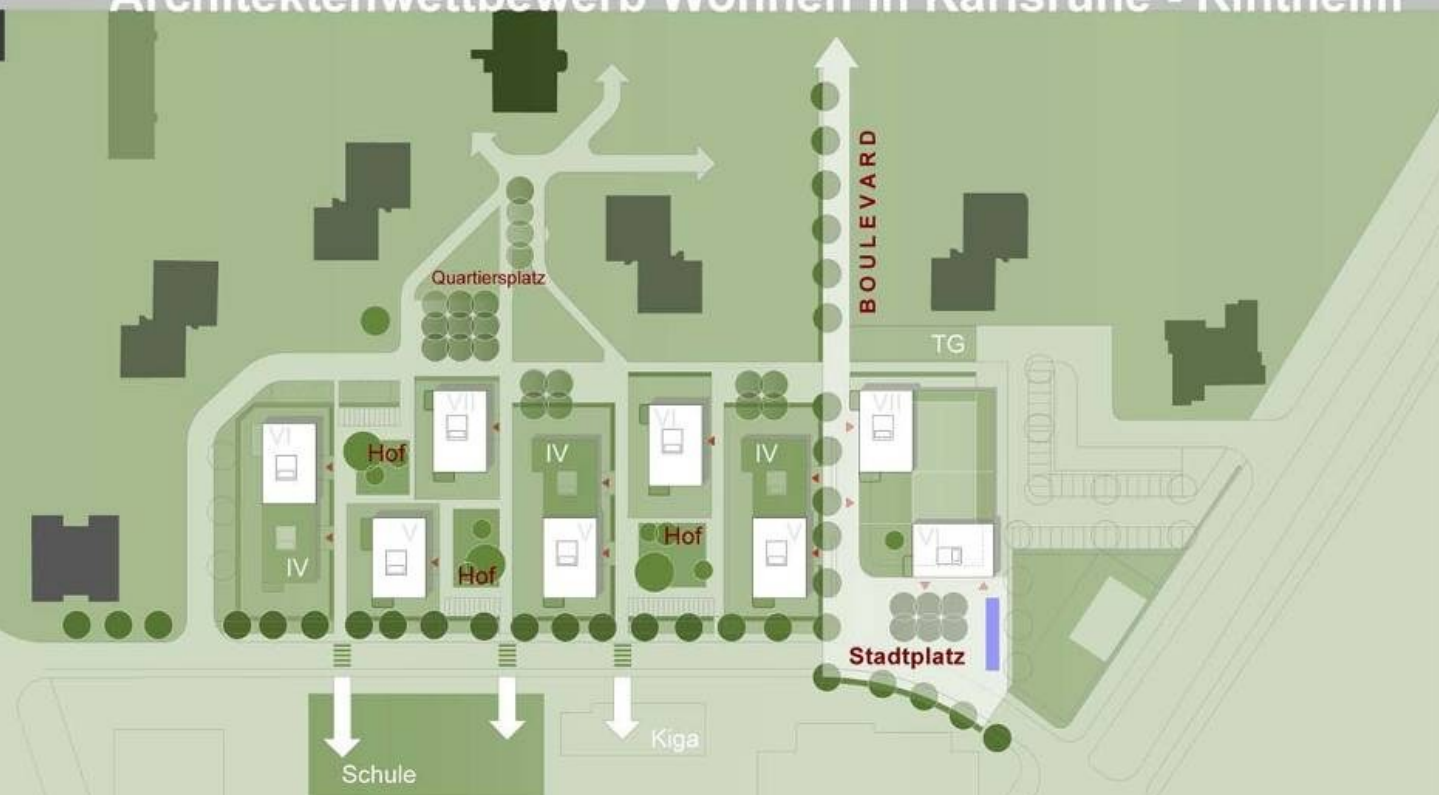 Architektenwettbewerb Wohnen in Karlsruhe - Rintheim
BOULEVARD
Quartiersplatz
TG
VII
VII
VI
VI
Hof
IV
IV
V
V
V
Hof
VI
IV
Hof
Stadtplatz
Kiga
Schule